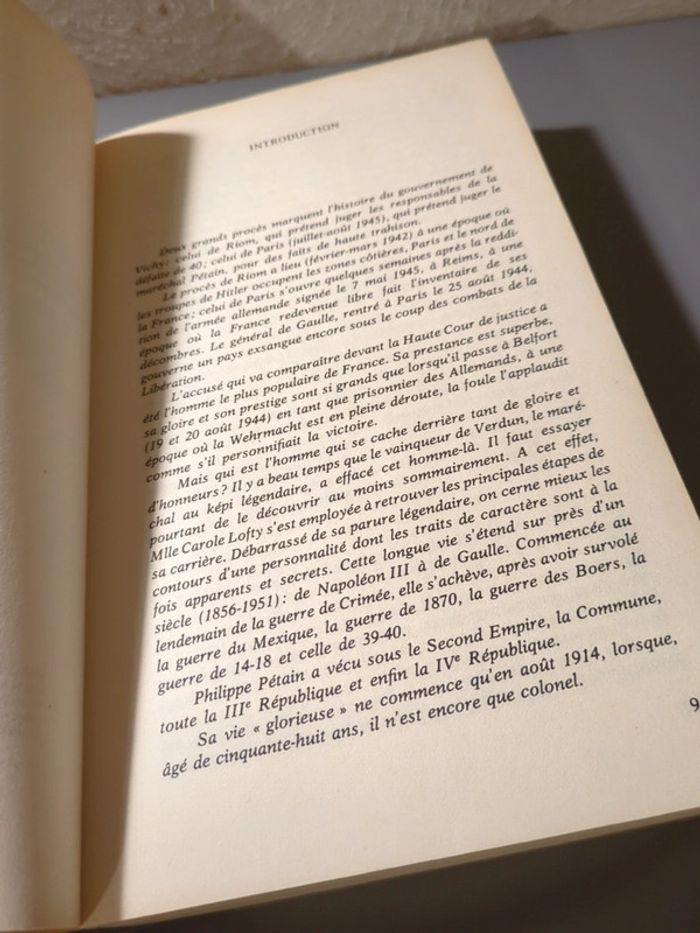 INTRODUCTION
Deux grands procès marquent l'histoire du gouvernement de
Vichy: celui de Riom, qui prétend juger les responsables de la
défaite de 40; celui de Paris (juillet-août 1945), qui prétend juger le
maréchal Pétain, pour des faits de haute trahison.
Le procès de Riom a lieu (février-mars 1942) à une époque où
les troupes de Hitler occupent les zones côtières, Paris et le nord de
la France; celui de Paris s'ouvre quelques semaines après la reddi-
tion de l'armée allemande signée le 7 mai 1945, à Reims, à une
époque où la France redevenue libre fait l'inventaire de ses
décombres. Le général de Gaulle, rentré à Paris le 25 août 1944,
gouverne un pays exsangue encore sous le coup des combats de la
Libération.
L'accusé qui va comparaître devant la Haute Cour de justice a
été l'homme le plus populaire de France. Sa prestance est superbe,
sa gloire et son prestige sont si grands que lorsqu'il passe à Belfort
(19 et 20 août 1944) en tant que prisonnier des Allemands, à une
époque où la Wehrmacht est en pleine déroute, la foule l'applaudit
comme s'il personnifiait la victoire.
Mais qui est l'homme qui se cache derrière tant de gloire et
d'honneurs? Il y a beau temps que le vainqueur de Verdun, le maré-
chal au képi légendaire, a effacé cet homme-là. Il faut essayer
pourtant de le découvrir au moins sommairement. A cet effet,
Mlle Carole Lofty s'est employée à retrouver les principales étapes de
sa carrière. Débarrassé de sa parure légendaire, on cerne mieux les
contours d'une personnalité dont les traits de caractère sont à la
fois apparents et secrets. Cette longue vie s'étend sur près d'un
siècle (1856-1951): de Napoléon III à de Gaulle. Commencée au
lendemain de la guerre de Crimée, elle s'achève, après avoir survolé
la guerre du Mexique, la guerre de 1870, la guerre des Boers, la
guerre de 14-18 et celle de 39-40.
Philippe Pétain a vécu sous le Second Empire, la Commune,
toute la IIIe République et enfin la IVe République.
Sa vie « glorieuse » ne commence qu'en août 1914, lorsque,
âgé de cinquante-huit ans, il n'est encore que colonel.
9